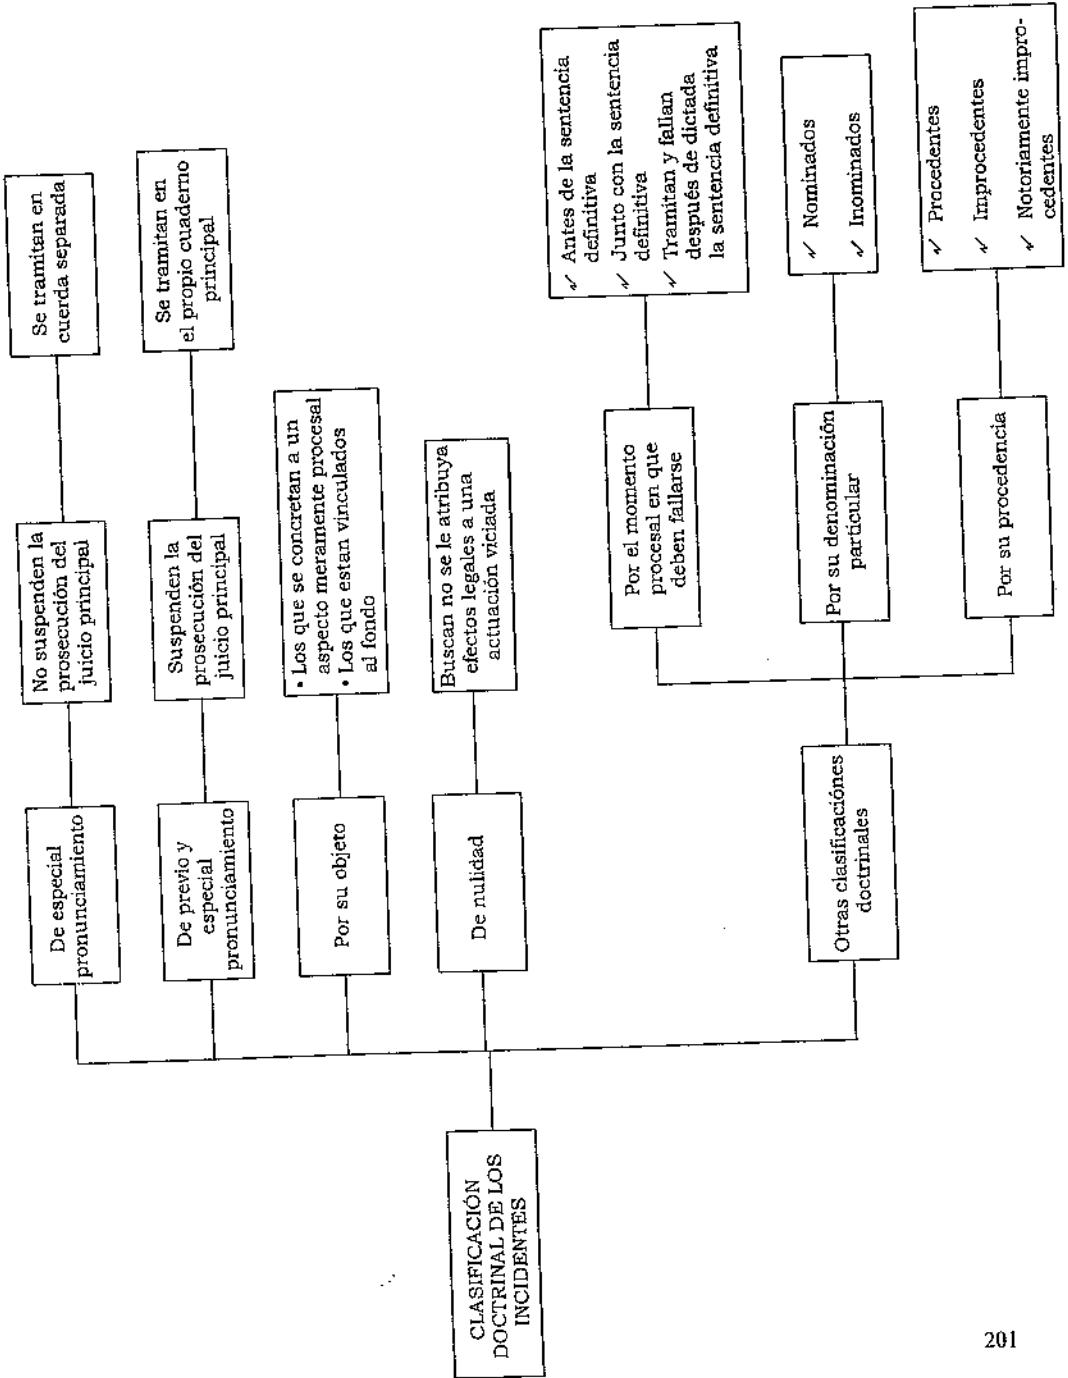 CLASIFICACIÓN
DOCTRINAL DE LOS
INCIDENTES
De especial
pronunciamiento
No suspenden la
prosecución del
juicio principal
Se tramitan en
cuerda separada
De previo y
especial
pronunciamiento
Suspenden la
prosecución del
juicio principal
Se tramitan en
el propio cuaderno
principal
Por su objeto
• Los que se concretan a un
aspecto meramente procesal
• Los que estan vinculados
al fondo
De nulidad
Buscan no se le atribuya
efectos legales a una
actuación viciada
Otras clasificaciónes
doctrinales
Por el momento
procesal en que
deben fallarse
✓ Antes de la sentencia
definitiva
✓ Junto con la sentencia
definitiva
✓ Tramitan y fallan
después de dictada
la sentencia definitiva
Por su denominación
particular
✓ Nominados
✓ Inominados
Por su procedencia
✓ Procedentes
✓ Improcedentes
✓ Notoriamente impro-
cedentes
201